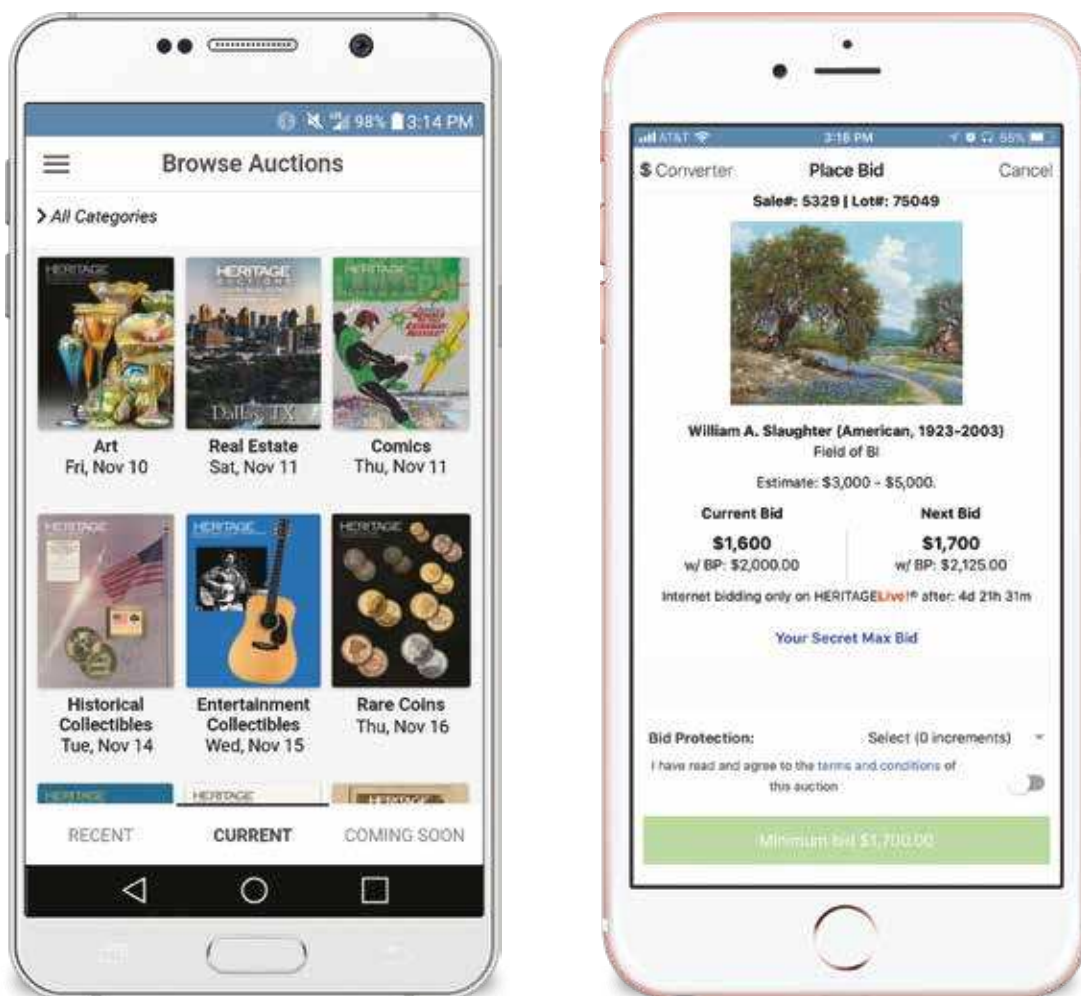 98% 3:14 PM
Browse Auctions
All Categories
HERITAGE
HERITAGE
AUCTIONS
Dallas, TX
HERITAGE
Art
Fri, Nov 10
Real Estate
Sat, Nov 11
Comics
Thu, Nov 11
HERITAGE
HERITAGE
HERITAGE
Historical
Collectibles
Tue, Nov 14
Entertainment
Collectibles
Wed, Nov 15
Rare Coins
Thu, Nov 16
HERITAGE
HERITAGE
HERITAGE
RECENT
CURRENT
COMING SOON
AT&T 3:16 PM 55%
$ Converter
Place Bid
Cancel
Sale#: 5329 | Lot#: 75049
William A. Slaughter (American, 1923-2003)
Field of Bl
Estimate: $3,000 - $5,000.
Current Bid
$1,600
w/ BP: $2,000.00
Next Bid
$1,700
w/ BP: $2,125.00
Internet bidding only on HERITAGELive!® after: 4d 21h 31m
Your Secret Max Bid
Bid Protection:
Select (0 increments)
I have read and agree to the terms and conditions of
this auction
Minimum bid $1,700.00